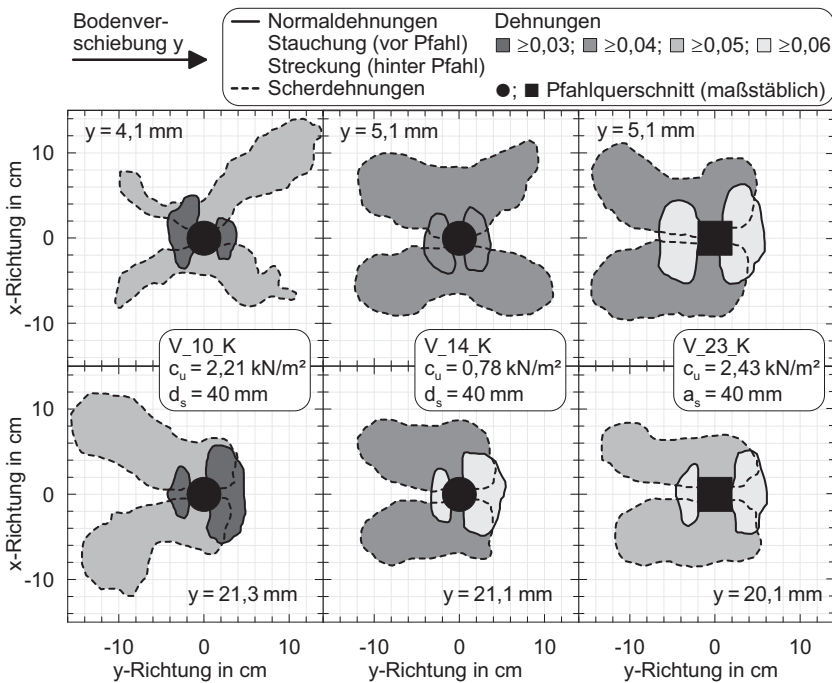 Bodenver-
schiebung y
Normaldehnungen
Stauchung (vor Pfahl)
Streckung (hinter Pfahl)
Scherdehnungen
Dehnungen
≥0,03; ≥0,04; ≥0,05; ≥0,06
●; ■ Pfahlquerschnitt (maßstäblich)
y = 4,1 mm
y = 5,1 mm
y = 5,1 mm
x-Richtung in cm
10
0
-10
V_10_K
c_u = 2,21 kN/m²
d_s = 40 mm
V_14_K
c_u = 0,78 kN/m²
d_s = 40 mm
V_23_K
c_u = 2,43 kN/m²
a_s = 40 mm
x-Richtung in cm
10
0
-10
y = 21,3 mm
y = 21,1 mm
y = 20,1 mm
-10 0 10
-10 0 10
-10 0 10
y-Richtung in cm
y-Richtung in cm
y-Richtung in cm